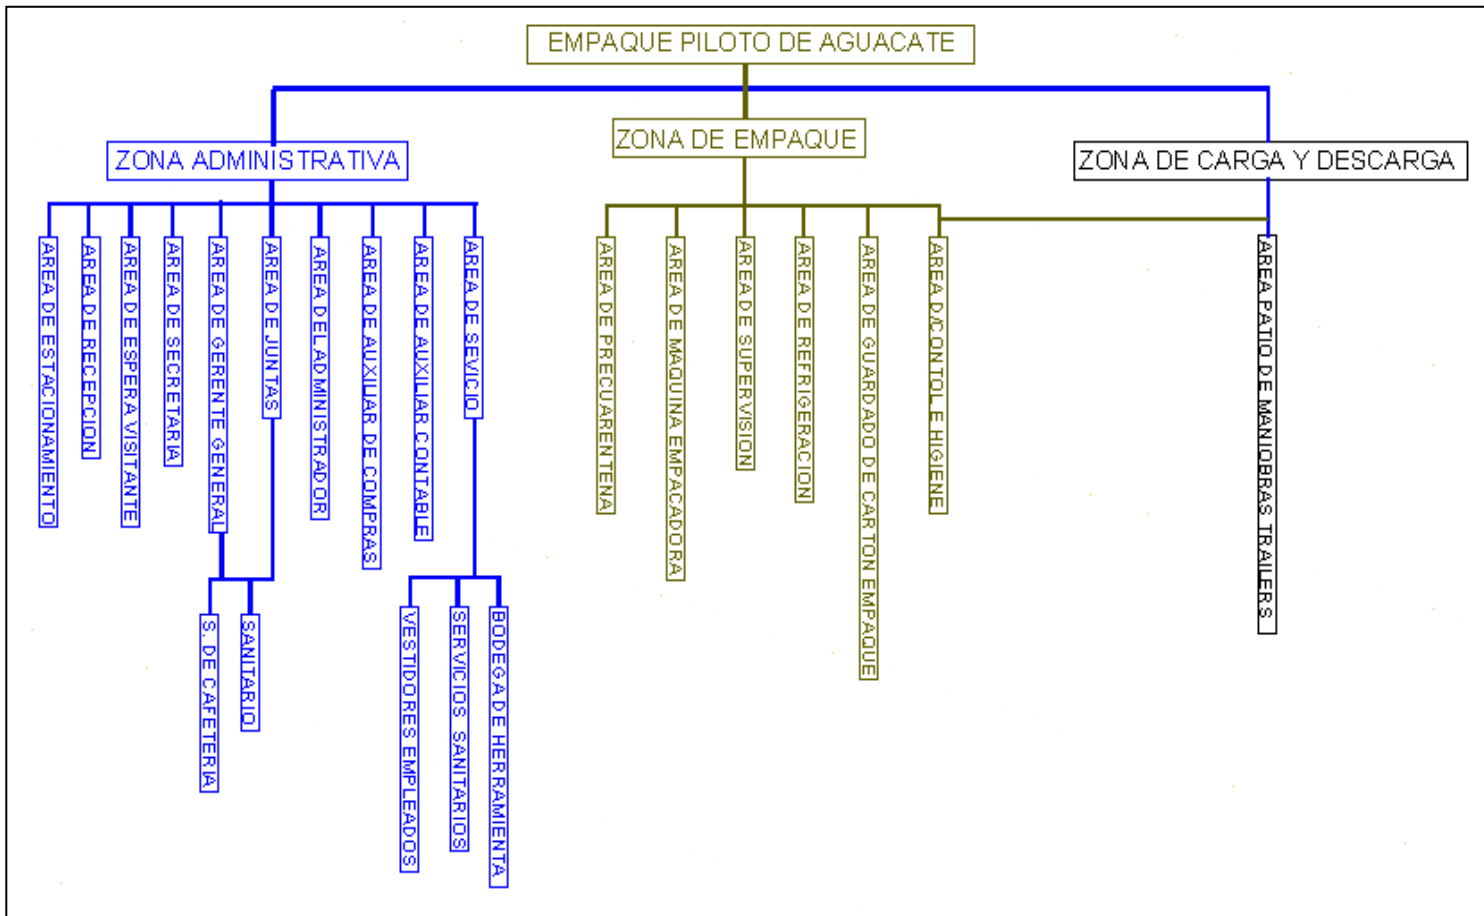 EMPAQUE PILOTO DE AGUACATE
ZONA ADMINISTRATIVA
ZONA DE EMPAQUE
ZONA DE CARGA Y DESCARGA
AREA DE ESTACIONAMIENTO
AREA DE RECEPCION
AREA DE ESPERA VISITANTE
AREA DE SECRETARIA
AREA DE GERENTE GENERAL
AREA DE JUNTAS
AREA DEL ADMINISTRADOR
AREA DE AUXILIAR DE COMPRAS
AREA DE AUXILIAR CONTABLE
AREA DE SEVICIO
AREA DE PRECUARENTENA
AREA DE MAQUINA EMPACADORA
AREA DE SUPERVISION
AREA DE REFRIGERACION
AREA DE GUARDADO DE CARTON EMPAQUE
AREA D/CONTOL E HIGIENE
AREA PATIO DE MANIOBRAS TRAILERS
S. DE CAFETERIA
SANITARIO
VESTIDORES EMPLEADOS
SERVICIOS SANITARIOS
BODEGA DE HERRAMIENTA